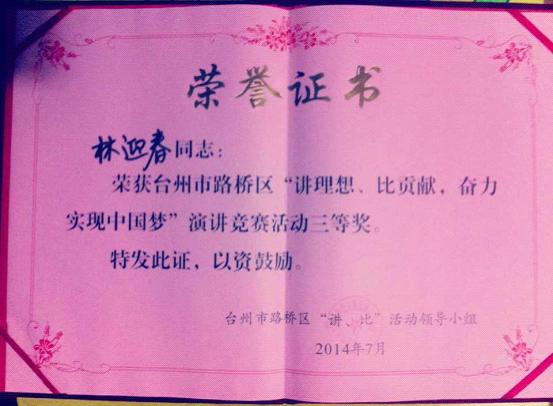 荣誉证书
林迎春同志：
荣获台州市路桥区“讲理想、比贡献，奋力
实现中国梦”演讲竞赛活动三等奖。
特发此证，以资鼓励。
台州市路桥区“讲、比”活动领导小组
2014年7月